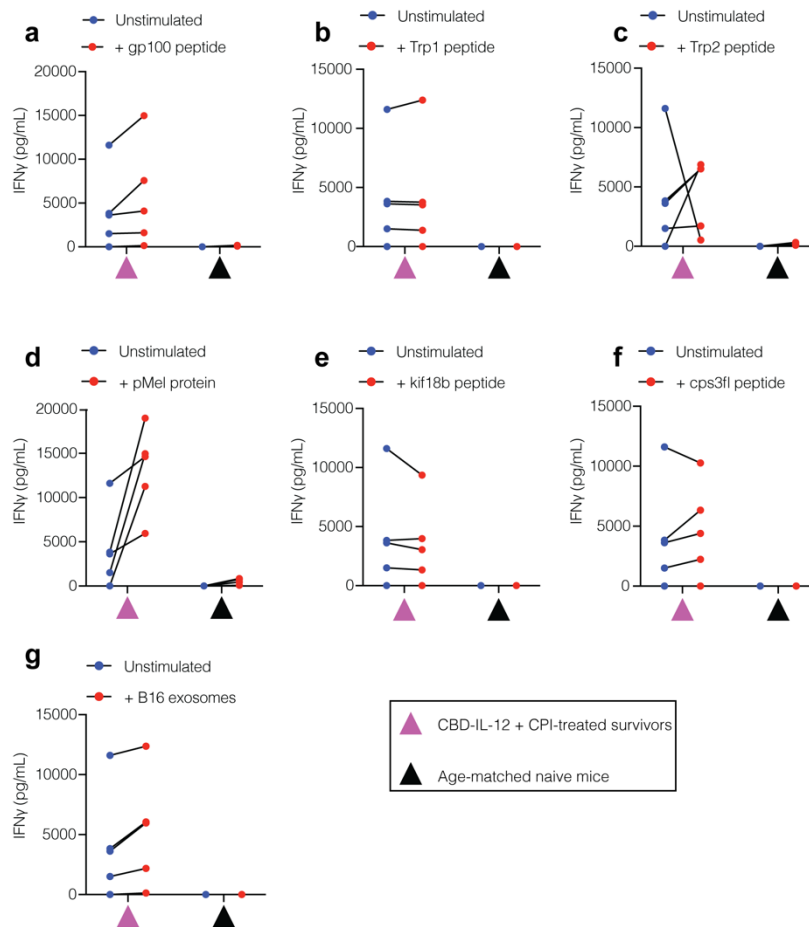 a
Unstimulated
+ gp100 peptide
IFNγ (pg/mL)
20000
15000
10000
5000
0
b
Unstimulated
+ Trp1 peptide
IFNγ (pg/mL)
15000
10000
5000
0
c
Unstimulated
+ Trp2 peptide
IFNγ (pg/mL)
15000
10000
5000
0
d
Unstimulated
+ pMel protein
IFNγ (pg/mL)
20000
15000
10000
5000
0
e
Unstimulated
+ kif18b peptide
IFNγ (pg/mL)
15000
10000
5000
0
f
Unstimulated
+ cps3fl peptide
IFNγ (pg/mL)
15000
10000
5000
0
g
Unstimulated
+ B16 exosomes
IFNγ (pg/mL)
15000
10000
5000
0
CBD-IL-12 + CPI-treated survivors
Age-matched naive mice